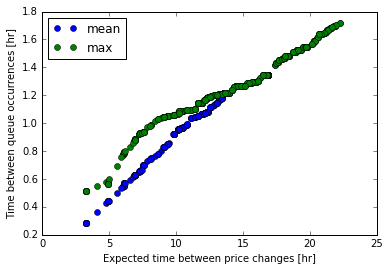 1.8
1.6
1.4
1.2
1.0
0.8
0.6
0.4
0.2
mean
max
Time between queue occurrences [hr]
0 5 10 15 20 25
Expected time between price changes [hr]